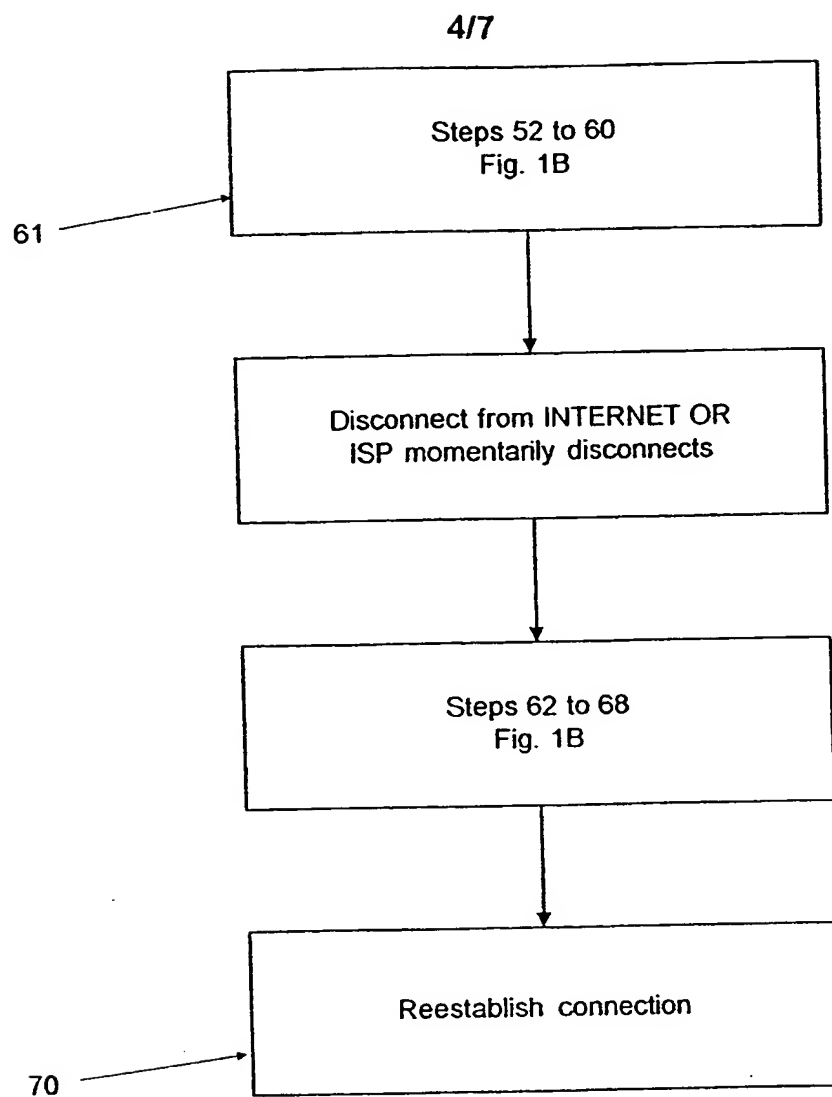 4/7
Steps 52 to 60
Fig. 1B
61
Disconnect from INTERNET OR
ISP momentarily disconnects
Steps 62 to 68
Fig. 1B
Reestablish connection
70